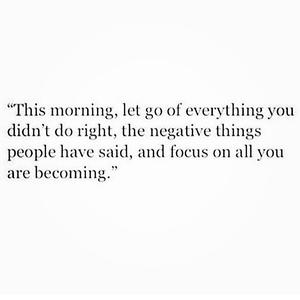 “This morning, let go of everything you
didn’t do right, the negative things
people have said, and focus on all you
are becoming.”